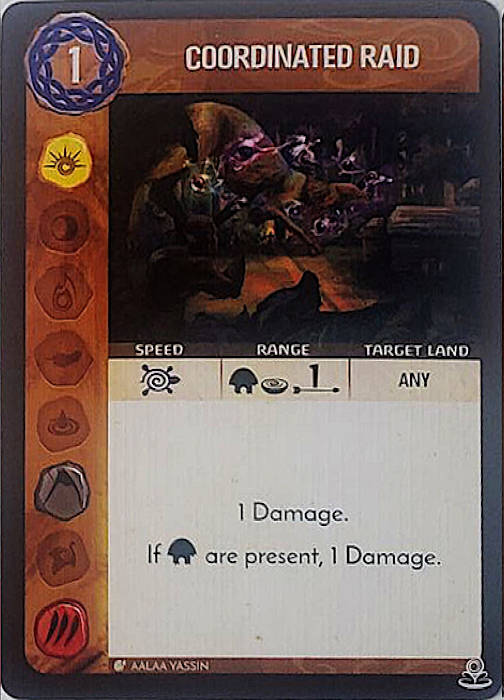 1
COORDINATED RAID
SPEED RANGE TARGET LAND
1 ANY
1 Damage.
If are present, 1 Damage.
AALAA YASSIN